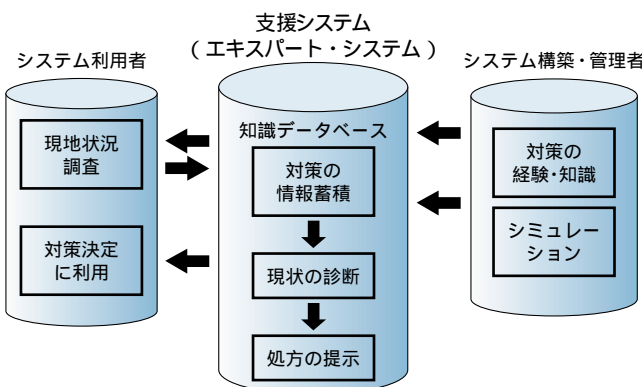 支援システム
（エキスパート・システム）
システム利用者
システム構築・管理者
現地状況
調査
対策決定
に利用
知識データベース
対策の
情報蓄積
現状の診断
処方の提示
対策の
経験・知識
シミュレー
ション